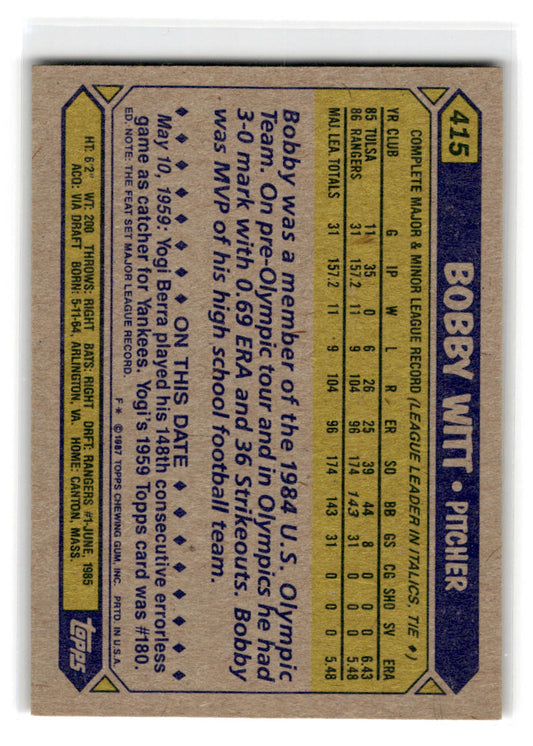 415 BOBBY WITT • PITCHER
COMPLETE MAJOR & MINOR LEAGUE RECORD (LEAGUE LEADER IN ITALICS, TIE ♦)
YR CLUB G IP W L R ER SO BB GS CG SHO SV ERA
85 TULSA 11 35 0 6 26 25 39 44 8 0 0 0 6.43
86 RANGERS 31 157.2 11 9 104 96 174 143 31 0 0 0 5.48
MAJ. LEA. TOTALS 31 157.2 11 9 104 96 174 143 31 0 0 0 5.48
Bobby was a member of the 1984 U.S. Olympic
Team. On pre-Olympic tour and in Olympics he had
3-0 mark with 0.69 ERA and 36 Strikeouts. Bobby
was MVP of his high school football team.
♦ ♦ ♦ ♦ ♦ ON THIS DATE ♦ ♦ ♦ ♦ ♦
May 10, 1959: Yogi Berra played his 148th consecutive errorless
game as catcher for Yankees. Yogi's 1959 Topps card was #180.
ED. NOTE: THE FEAT SET MAJOR LEAGUE RECORD. F* ©1987 TOPPS CHEWING GUM, INC. PRTD. IN U.S.A.
HT: 6'2" WT: 200 THROWS: RIGHT BATS: RIGHT DRFT: RANGERS #1-JUNE, 1985
ACQ: VIA DRAFT BORN: 5-11-64, ARLINGTON, VA. HOME: CANTON, MASS.
topps